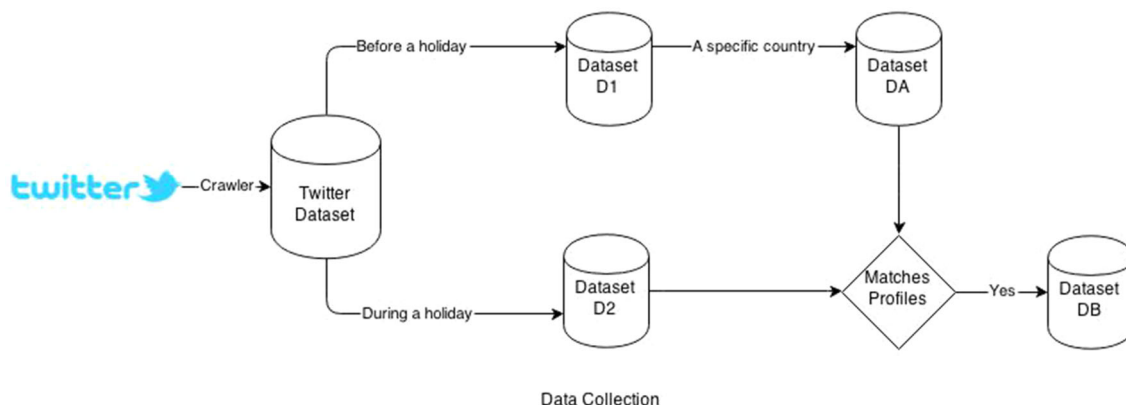 Before a holiday
Dataset
D1
A specific country
Dataset
DA
twitter
Crawler
Twitter
Dataset
During a holiday
Dataset
D2
Matches
Profiles
Yes
Dataset
DB
Data Collection